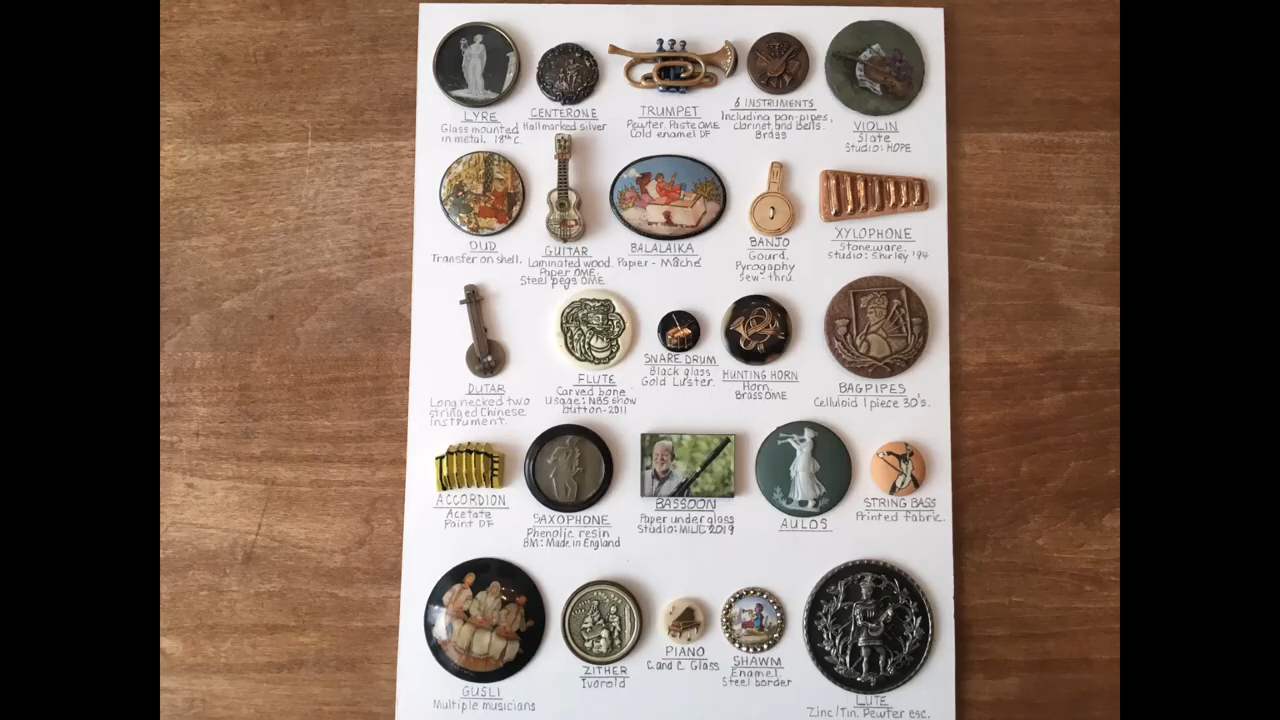 LYRE
Glass mounted
in metal. 18th C.
CENTERONE
Hallmarked silver
TRUMPET
Pewter. Paste OME
Cold enamel DF
6 INSTRUMENTS
Including pan-pipes,
clarinet and bells.
Brass
VIOLIN
Slate
Studio: HOPE
OUD
Transfer on shell.
GUITAR
Laminated wood.
Paper OME.
Steel pegs OME
BALALAIKA
Papier - Mâché
BANJO
Gourd.
Pyrogaphy
Sew-thru.
XYLOPHONE
Stoneware.
Studio: Shirley '94
DUTAR
Long necked two
stringed Chinese
instrument.
FLUTE
Carved bone
Usage: NBS show
button-2011
SNARE DRUM
Black glass
Gold Luster.
HUNTING HORN
Horn.
Brass OME
BAGPIPES
Celluloid 1 piece 30's.
ACCORDION
Acetate
Paint DF
SAXOPHONE
Phenolic resin
BM: Made in England
BASSOON
Paper under glass
Studio: MILIC 2019
AULOS
STRING BASS
Printed fabric.
GUSLI
Multiple musicians
ZITHER
Ivoroid
PIANO
C. and C. Glass
SHAWM
Enamel.
Steel border
LUTE
Zinc/Tin. Pewter esc.